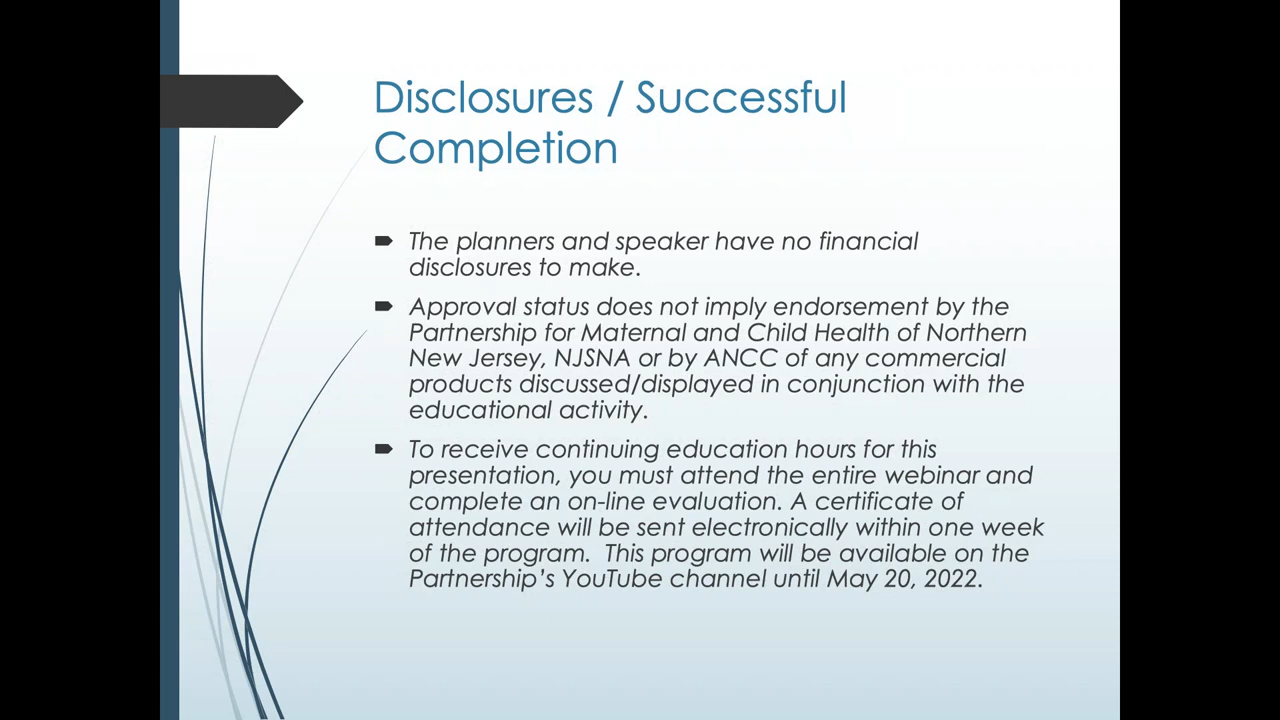 Disclosures / Successful
Completion
The planners and speaker have no financial
disclosures to make.
Approval status does not imply endorsement by the
Partnership for Maternal and Child Health of Northern
New Jersey, NJSNA or by ANCC of any commercial
products discussed/displayed in conjunction with the
educational activity.
To receive continuing education hours for this
presentation, you must attend the entire webinar and
complete an on-line evaluation. A certificate of
attendance will be sent electronically within one week
of the program.  This program will be available on the
Partnership’s YouTube channel until May 20, 2022.